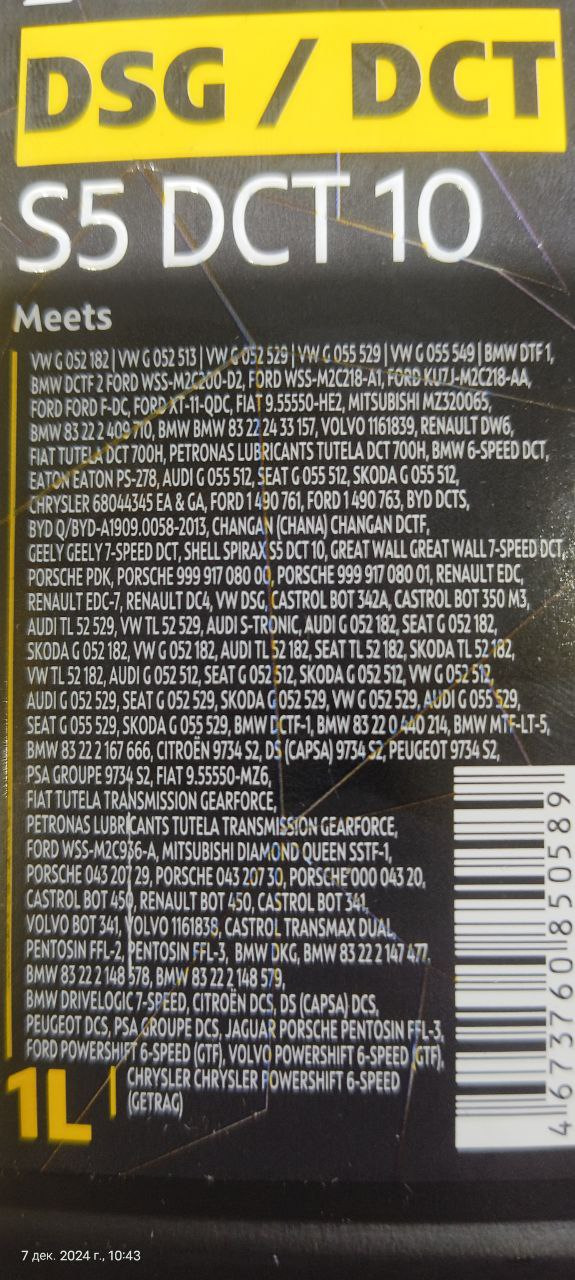 DSG / DCT
S5 DCT 10
Meets
VW G 052 182 | VW G 052 513 | VW G 052 529 | VW G 055 529 | VW G 055 549 | BMW DTF 1,
BMW DCTF 2 FORD WSS-M2C200-D2, FORD WSS-M2C218-A1, FORD KU7J-M2C218-AA,
FORD FORD F-DC, FORD XT-11-QDC, FIAT 9.55550-HE2, MITSUBISHI MZ320065,
BMW 83 22 2 409 710, BMW BMW 83 22 24 33 157, VOLVO 1161839, RENAULT DW6,
FIAT TUTELA DCT 700H, PETRONAS LUBRICANTS TUTELA DCT 700H, BMW 6-SPEED DCT,
EATON EATON PS-278, AUDI G 055 512, SEAT G 055 512, SKODA G 055 512,
CHRYSLER 68044345 EA & GA, FORD 1 490 761, FORD 1 490 763, BYD DCTS,
BYD Q/BYD-A1909.0058-2013, CHANGAN (CHANA) CHANGAN DCTF,
GEELY GEELY 7-SPEED DCT, SHELL SPIRAX S5 DCT 10, GREAT WALL GREAT WALL 7-SPEED DCT,
PORSCHE PDK, PORSCHE 999 917 080 00, PORSCHE 999 917 080 01, RENAULT EDC,
RENAULT EDC-7, RENAULT DC4, VW DSG, CASTROL BOT 342A, CASTROL BOT 350 M3,
AUDI TL 52 529, VW TL 52 529, AUDI S-TRONIC, AUDI G 052 182, SEAT G 052 182,
SKODA G 052 182, VW G 052 182, AUDI TL 52 182, SEAT TL 52 182, SKODA TL 52 182,
VW TL 52 182, AUDI G 052 512, SEAT G 052 512, SKODA G 052 512, VW G 052 512,
AUDI G 052 529, SEAT G 052 529, SKODA G 052 529, VW G 052 529, AUDI G 055 529,
SEAT G 055 529, SKODA G 055 529, BMW DCTF-1, BMW 83 22 0 440 214, BMW MTF-LT-5,
BMW 83 22 2 167 666, CITROËN 9734 S2, DS (CAPSA) 9734 S2, PEUGEOT 9734 S2,
PSA GROUPE 9734 S2, FIAT 9.55550-MZ6,
FIAT TUTELA TRANSMISSION GEARFORCE,
PETRONAS LUBRICANTS TUTELA TRANSMISSION GEARFORCE,
FORD WSS-M2C936-A, MITSUBISHI DIAMOND QUEEN SSTF-1,
PORSCHE 043 207 29, PORSCHE 043 207 30, PORSCHE 000 043 20,
CASTROL BOT 450, RENAULT BOT 450, CASTROL BOT 341,
VOLVO BOT 341, VOLVO 1161838, CASTROL TRANSMAX DUAL,
PENTOSIN FFL-2, PENTOSIN FFL-3, BMW DKG, BMW 83 22 2 147 477,
BMW 83 22 2 148 578, BMW 83 22 2 148 579,
BMW DRIVELOGIC 7-SPEED, CITROËN DCS, DS (CAPSA) DCS,
PEUGEOT DCS, PSA GROUPE DCS, JAGUAR PORSCHE PENTOSIN FFL-3,
FORD POWERSHIFT 6-SPEED (GTF), VOLVO POWERSHIFT 6-SPEED (GTF),
CHRYSLER CHRYSLER POWERSHIFT 6-SPEED
(GETRAG)
1L
4 673760 850589
7 дек. 2024 г., 10:43